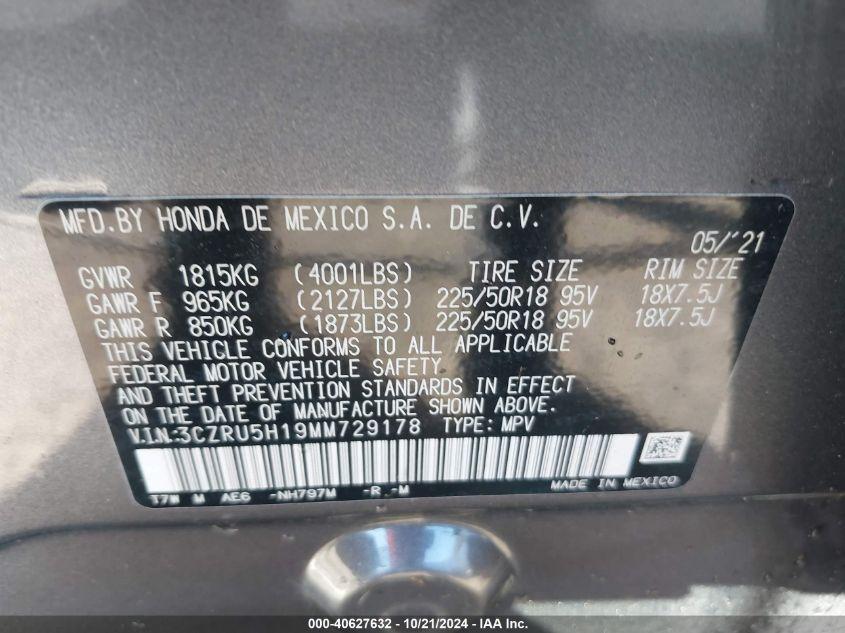 MFD.BY HONDA DE MEXICO S.A. DE C.V.
05/'21
GVWR 1815KG (4001LBS) TIRE SIZE RIM SIZE
GAWR F 965KG (2127LBS) 225/50R18 95V 18X7.5J
GAWR R 850KG (1873LBS) 225/50R18 95V 18X7.5J
THIS VEHICLE CONFORMS TO ALL APPLICABLE
FEDERAL MOTOR VEHICLE SAFETY
AND THEFT PREVENTION STANDARDS IN EFFECT
ON THE DATE OF MANUFACTURE SHOWN ABOVE.
V.I.N:3CZRU5H19MM729178 TYPE: MPV
T7W M AE6 -NH797M -R -M
MADE IN MEXICO
000-40627632 - 10/21/2024 - IAA Inc.